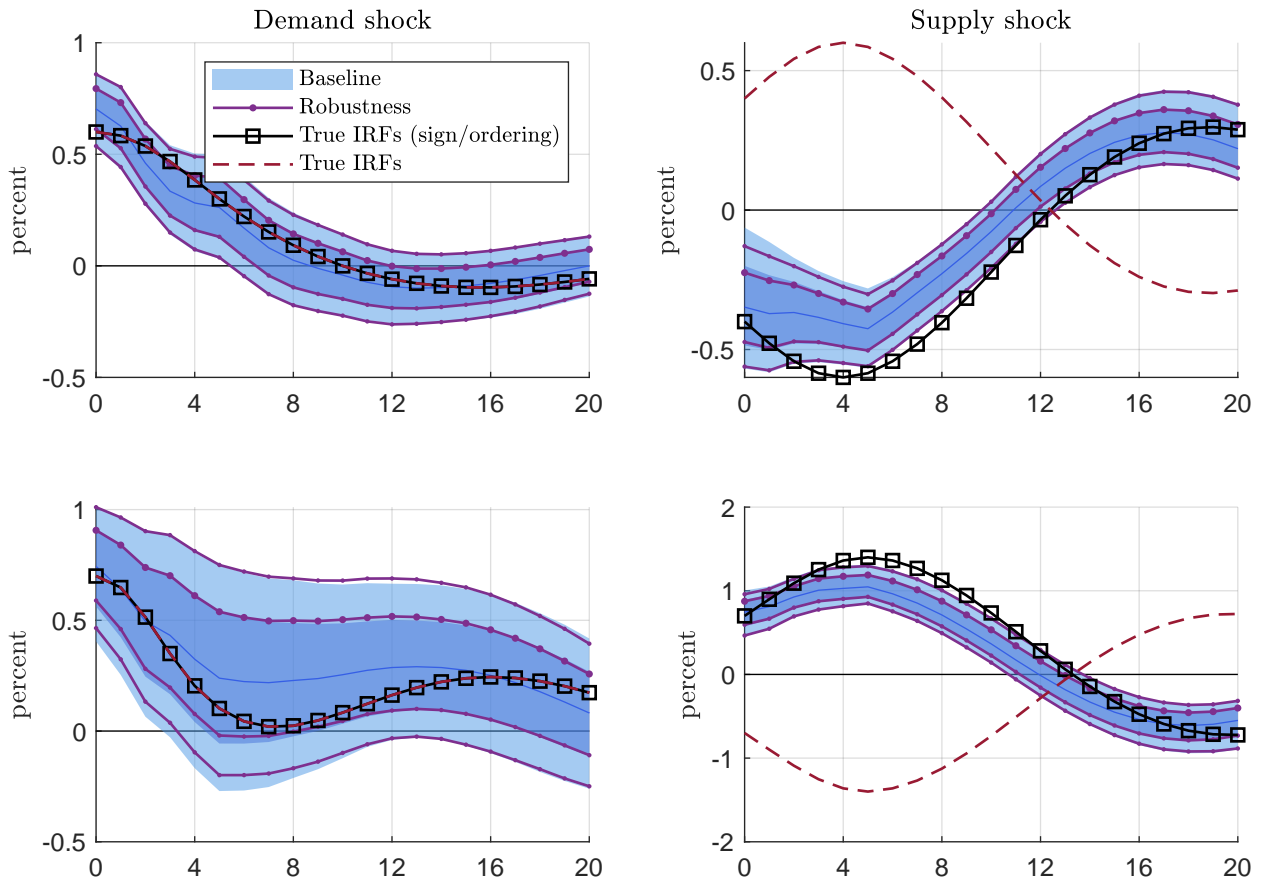 Demand shock
Supply shock
1
0.5
0
-0.5
percent
0 4 8 12 16 20
Baseline
Robustness
True IRFs (sign/ordering)
True IRFs
0.5
0
-0.5
percent
0 4 8 12 16 20
1
0.5
0
-0.5
percent
0 4 8 12 16 20
2
1
0
-1
-2
percent
0 4 8 12 16 20